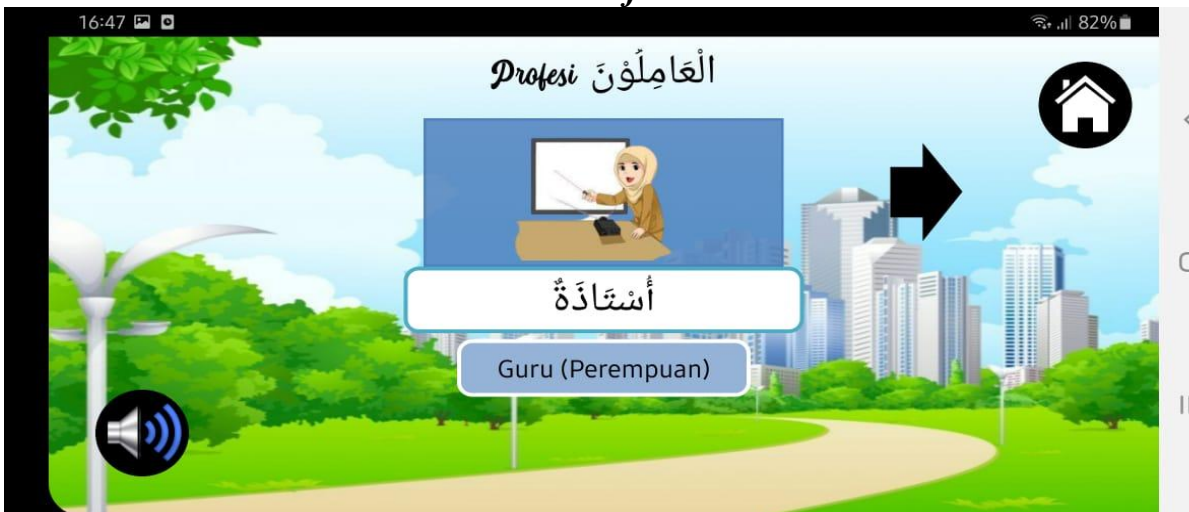 16:47 82%
الْعَامِلُوْنَ Profesi
أُسْتَاذَةٌ
Guru (Perempuan)